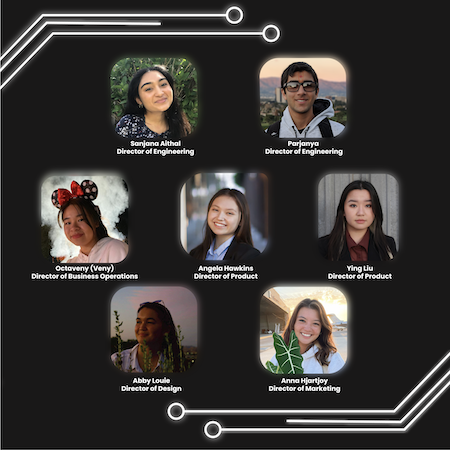 Sanjana Aithal
Director of Engineering
Parjanya
Director of Engineering
Octaveny (Veny)
Director of Business Operations
Angela Hawkins
Director of Product
Ying Liu
Director of Product
Abby Louie
Director of Design
Anna Hjartjoy
Director of Marketing